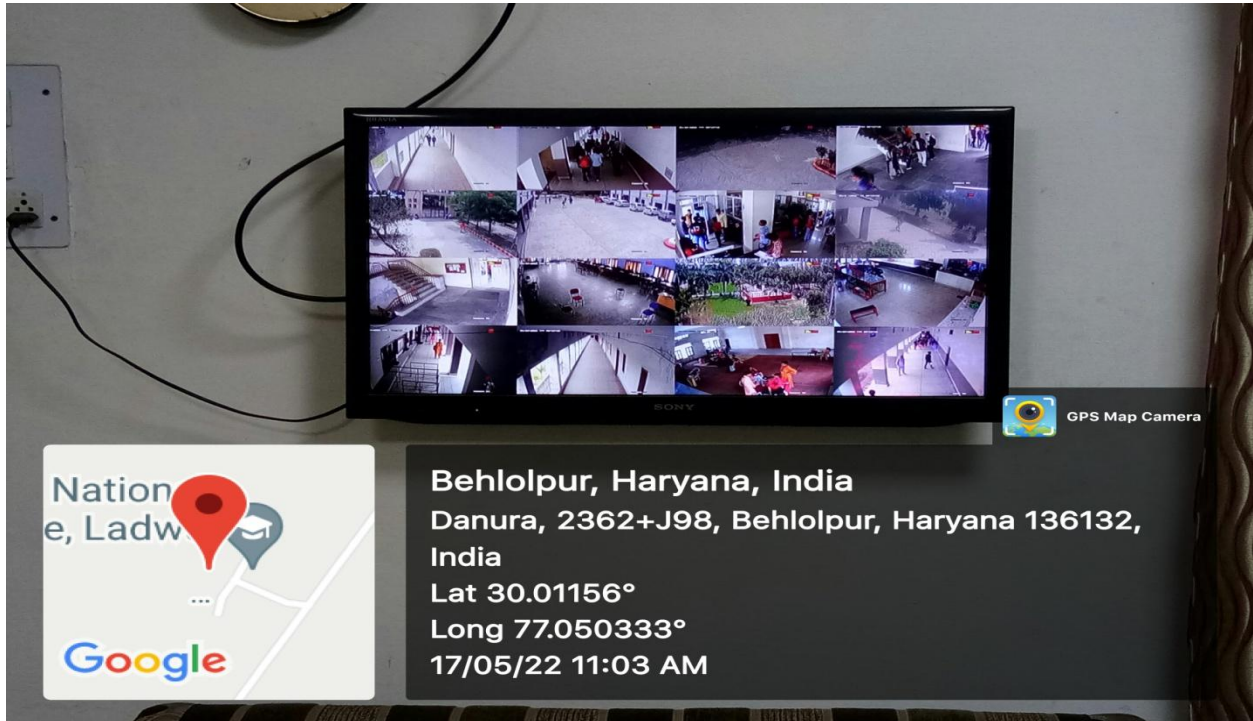 BRAVIA
SONY
GPS Map Camera
Nation
e, Ladw
...
Google
Behlolpur, Haryana, India
Danura, 2362+J98, Behlolpur, Haryana 136132,
India
Lat 30.01156°
Long 77.050333°
17/05/22 11:03 AM